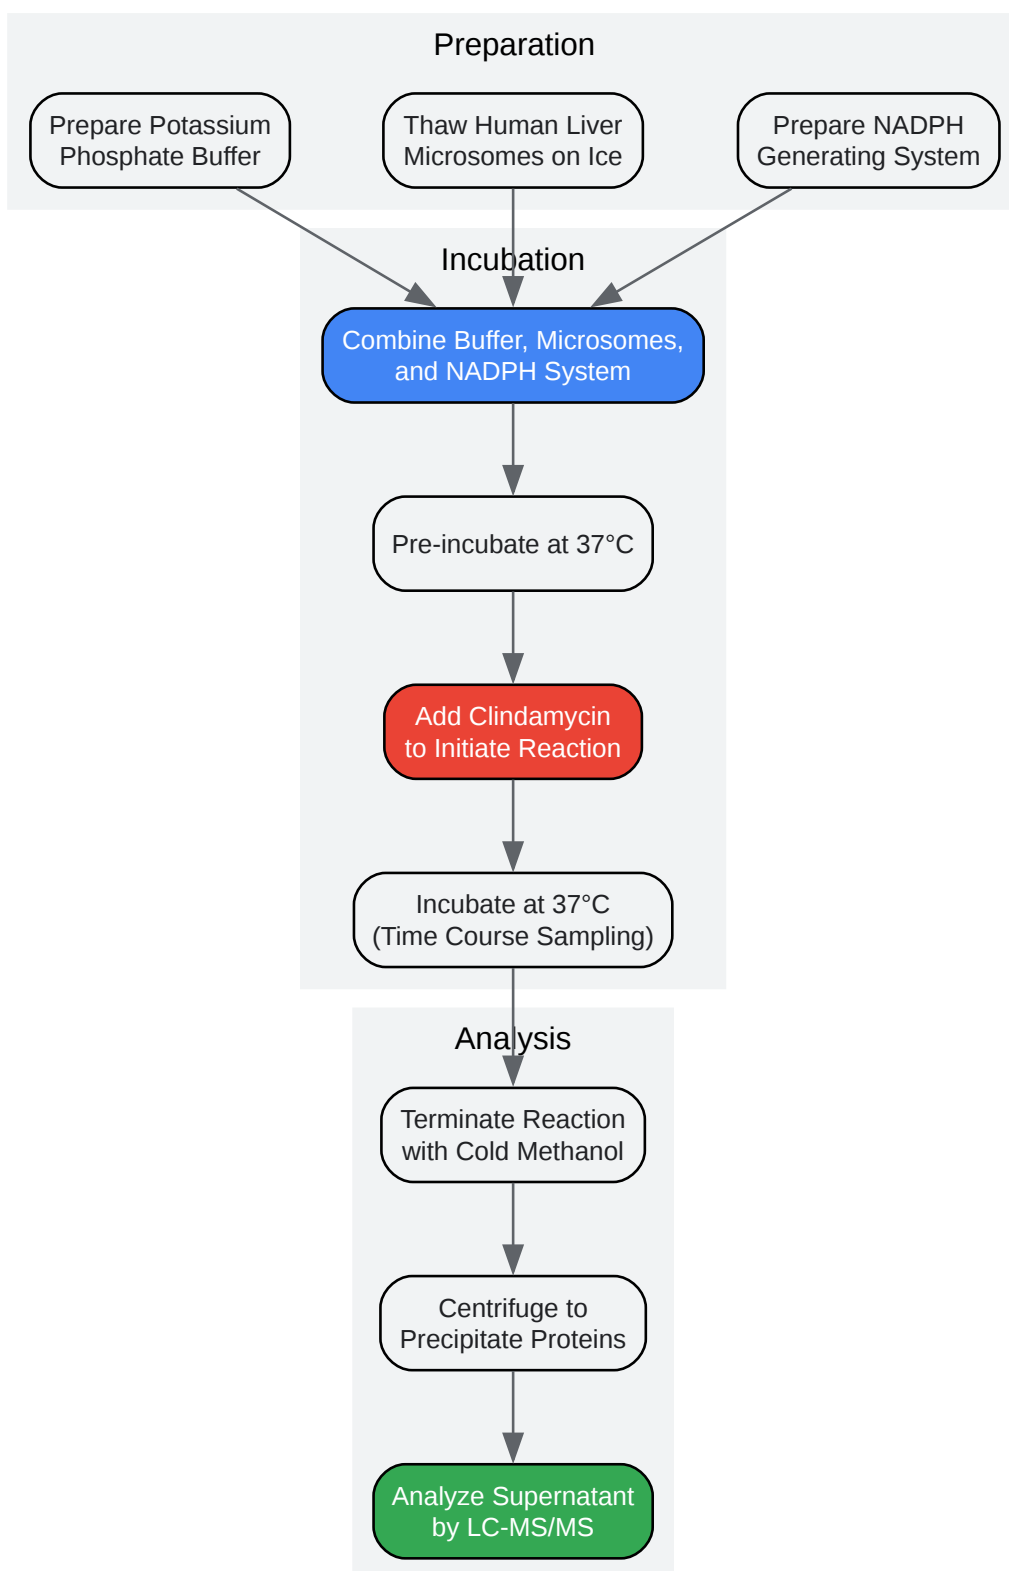 Preparation
Prepare Potassium
Phosphate Buffer
Thaw Human Liver
Microsomes on Ice
Prepare NADPH
Generating System
Incubation
Combine Buffer, Microsomes,
and NADPH System
Pre-incubate at 37°C
Add Clindamycin
to Initiate Reaction
Incubate at 37°C
(Time Course Sampling)
Analysis
Terminate Reaction
with Cold Methanol
Centrifuge to
Precipitate Proteins
Analyze Supernatant
by LC-MS/MS